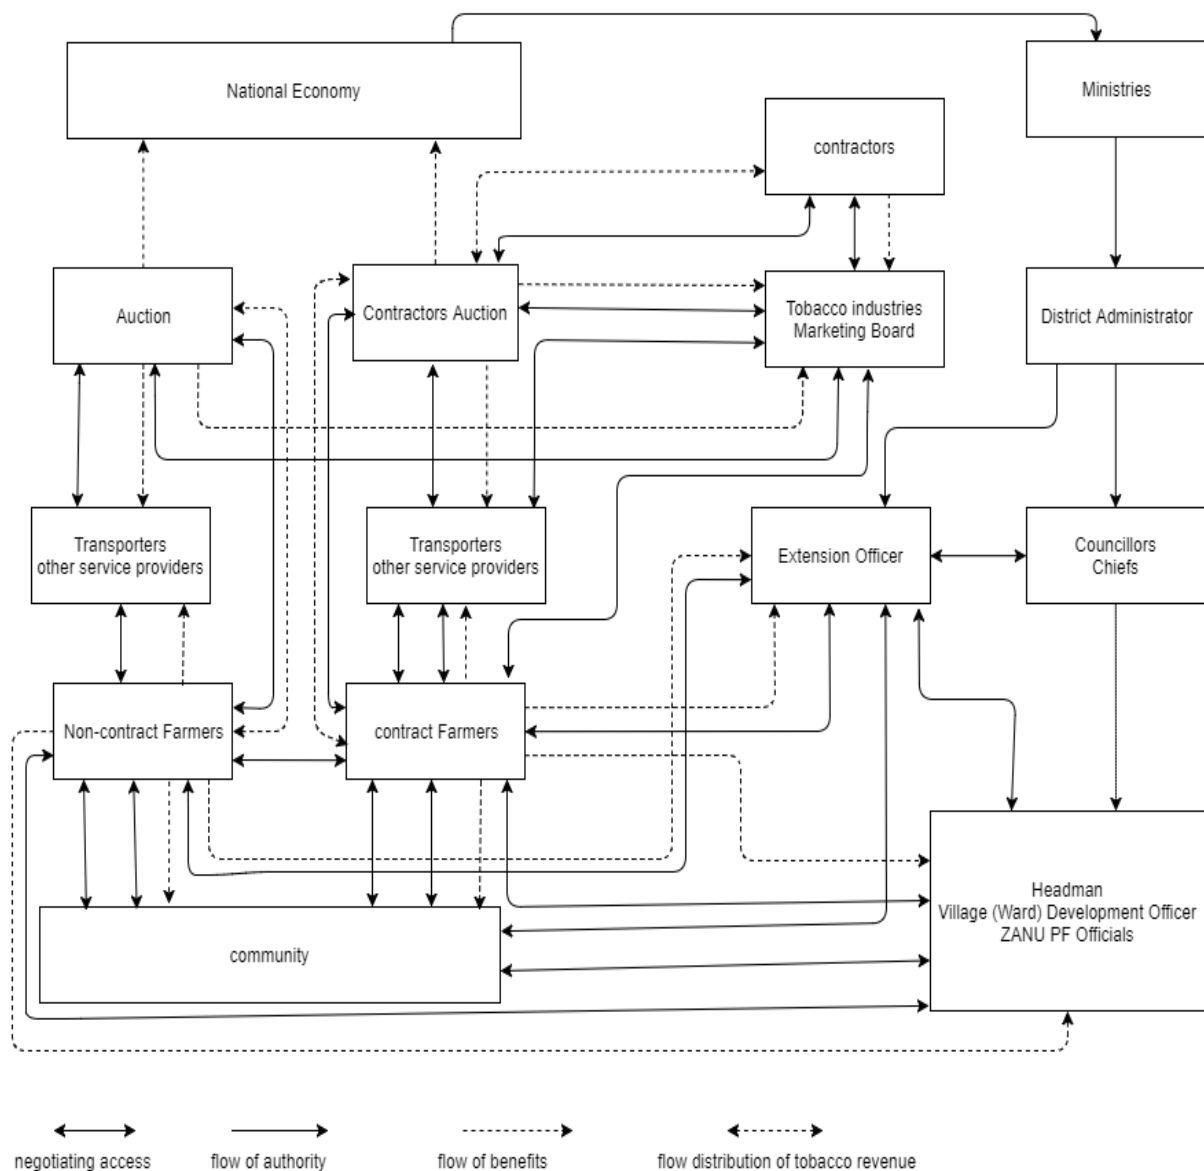 National Economy
Ministries
contractors
Auction
Contractors Auction
Tobacco industries
Marketing Board
District Administrator
Transporters
other service providers
Transporters
other service providers
Extension Officer
Councillors
Chiefs
Non-contract Farmers
contract Farmers
community
Headman
Village (Ward) Development Officer
ZANU PF Officials
negotiating access
flow of authority
flow of benefits
flow distribution of tobacco revenue